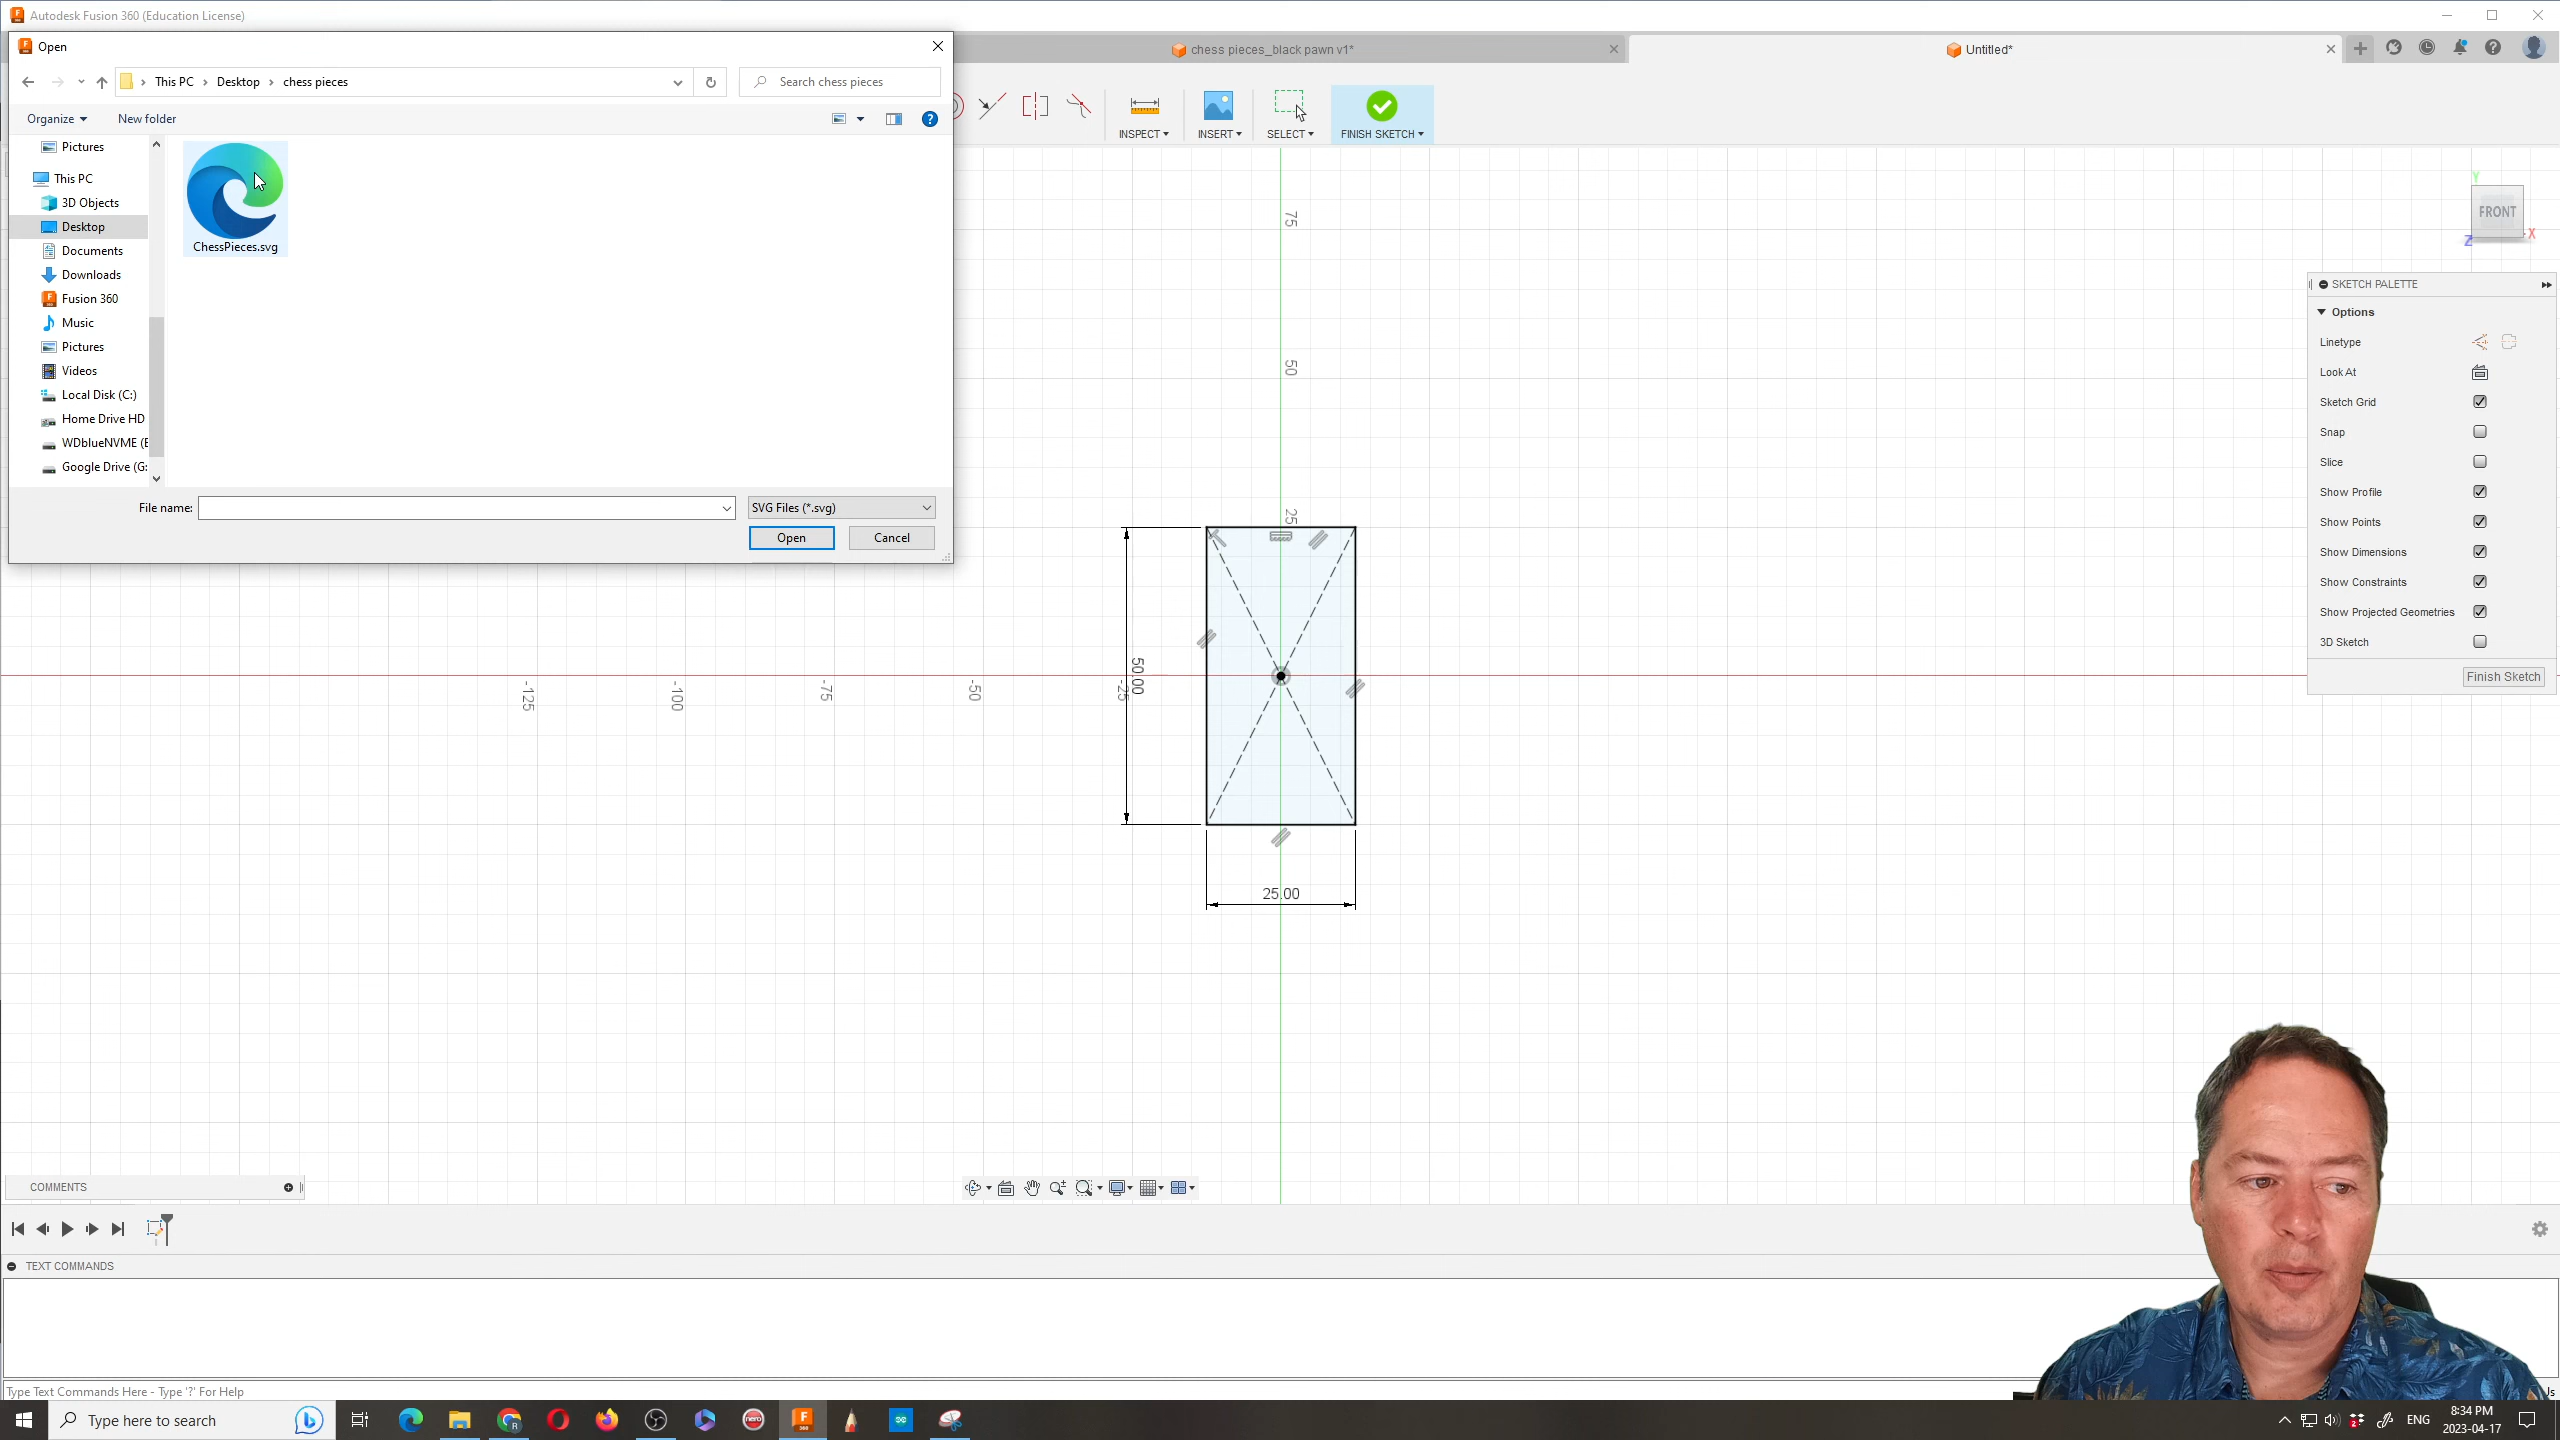 Autodesk Fusion 360 (Education License)
Open
This PC > Desktop > chess pieces
Search chess pieces
Organize
New folder
Pictures
This PC
3D Objects
Desktop
Documents
Downloads
Fusion 360
Music
Pictures
Videos
Local Disk (C:)
Home Drive HD
WDblueNVME (E
Google Drive (G:
ChessPieces.svg
File name:
SVG Files (*.svg)
Open
Cancel
chess pieces_black pawn v1*
Untitled*
INSPECT
INSERT
SELECT
FINISH SKETCH
FRONT
Y
X
Z
SKETCH PALETTE
Options
Linetype
Look At
Sketch Grid
Snap
Slice
Show Profile
Show Points
Show Dimensions
Show Constraints
Show Projected Geometries
3D Sketch
Finish Sketch
75
50
25
-125
-100
-75
-50
-25
50.00
25.00
COMMENTS
TEXT COMMANDS
Type Text Commands Here - Type '?' For Help
Type here to search
ENG
8:34 PM
2023-04-17